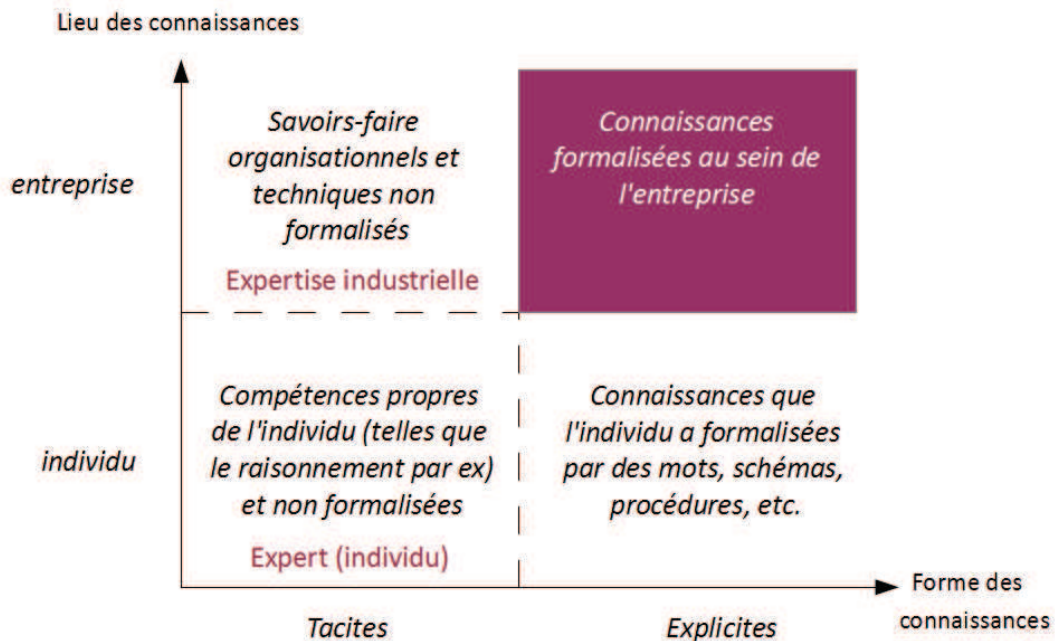 Lieu des connaissances
entreprise
Savoirs-faire
organisationnels et
techniques non
formalisés
Expertise industrielle
Connaissances
formalisées au sein de
l'entreprise
individu
Compétences propres
de l'individu (telles que
le raisonnement par ex)
et non formalisées
Expert (individu)
Connaissances que
l'individu a formalisées
par des mots, schémas,
procédures, etc.
Forme des
connaissances
Tacites
Explicites